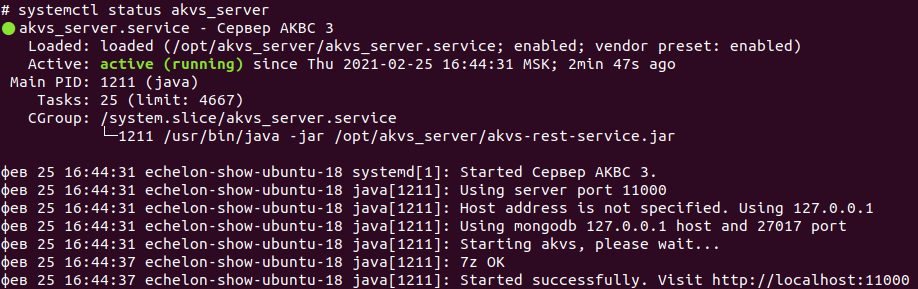 # systemctl status akvs_server
akvs_server.service - Сервер АКВС 3
Loaded: loaded (/opt/akvs_server/akvs_server.service; enabled; vendor preset: enabled)
Active: active (running) since Thu 2021-02-25 16:44:31 MSK; 2min 47s ago
Main PID: 1211 (java)
Tasks: 25 (limit: 4667)
CGroup: /system.slice/akvs_server.service
└─1211 /usr/bin/java -jar /opt/akvs_server/akvs-rest-service.jar
фев 25 16:44:31 echelon-show-ubuntu-18 systemd[1]: Started Сервер АКВС 3.
фев 25 16:44:31 echelon-show-ubuntu-18 java[1211]: Using server port 11000
фев 25 16:44:31 echelon-show-ubuntu-18 java[1211]: Host address is not specified. Using 127.0.0.1
фев 25 16:44:31 echelon-show-ubuntu-18 java[1211]: Using mongodb 127.0.0.1 host and 27017 port
фев 25 16:44:31 echelon-show-ubuntu-18 java[1211]: Starting akvs, please wait...
фев 25 16:44:37 echelon-show-ubuntu-18 java[1211]: 7z OK
фев 25 16:44:37 echelon-show-ubuntu-18 java[1211]: Started successfully. Visit http://localhost:11000